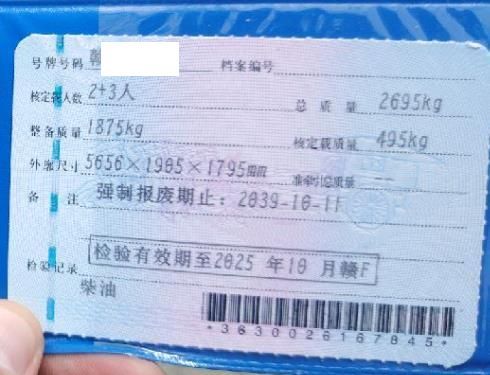 号牌号码 赣 档案编号
核定载人数 2+3人 总质量 2695kg
整备质量 1875kg 核定载质量 495kg
外廓尺寸 5656×1905×1795mm 准牵引总质量 --
备注 强制报废期止：2039-10-11
检验有效期至2025年10月赣F
检验记录
柴油
*3630026167845*